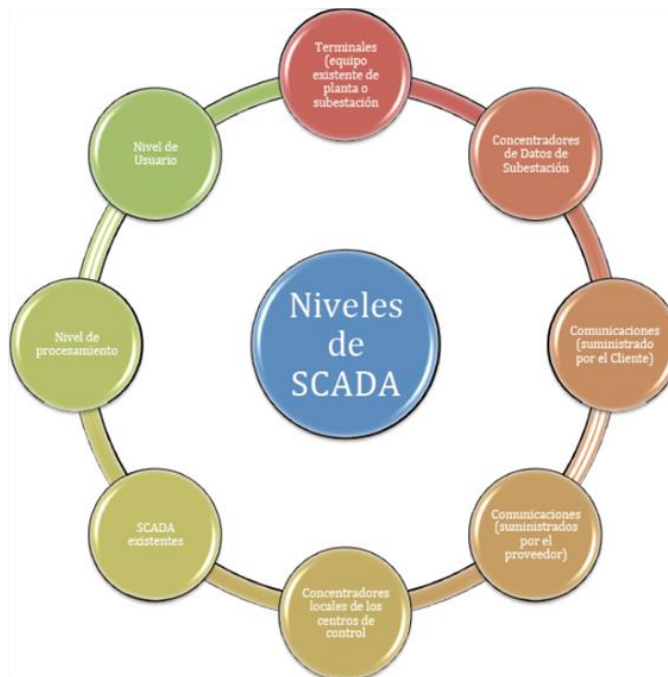 Terminales
(equipo
existente de
planta o
subestación
Concentradores
de Datos de
Subestación
Comunicaciones
(suministrado
por el Cliente)
Comunicaciones
(suministrados
por el
proveedor)
Concentradores
locales de los
centros de
control
SCADA
existentes
Nivel de
procesamiento
Nivel de
Usuario
Niveles
de
SCADA